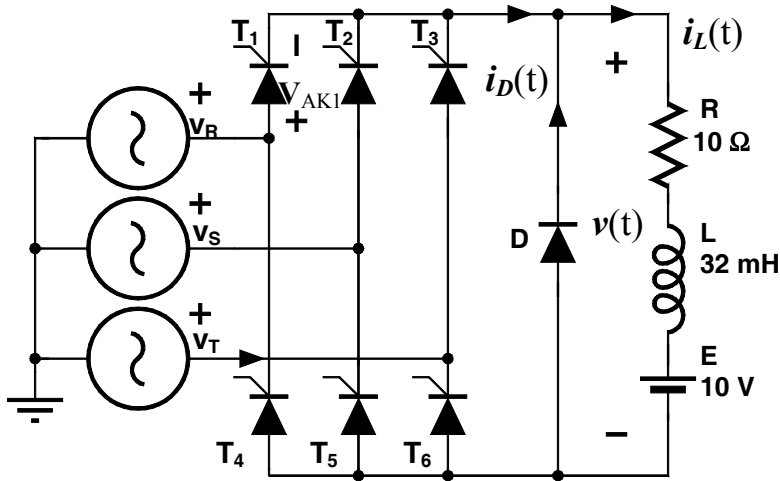 T1
T2
T3
iL(t)
+
VAK1
+
iD(t)
+
vR
R
10 Ω
+
vS
D
v(t)
L
32 mH
+
vT
E
10 V
T4
T5
T6
−